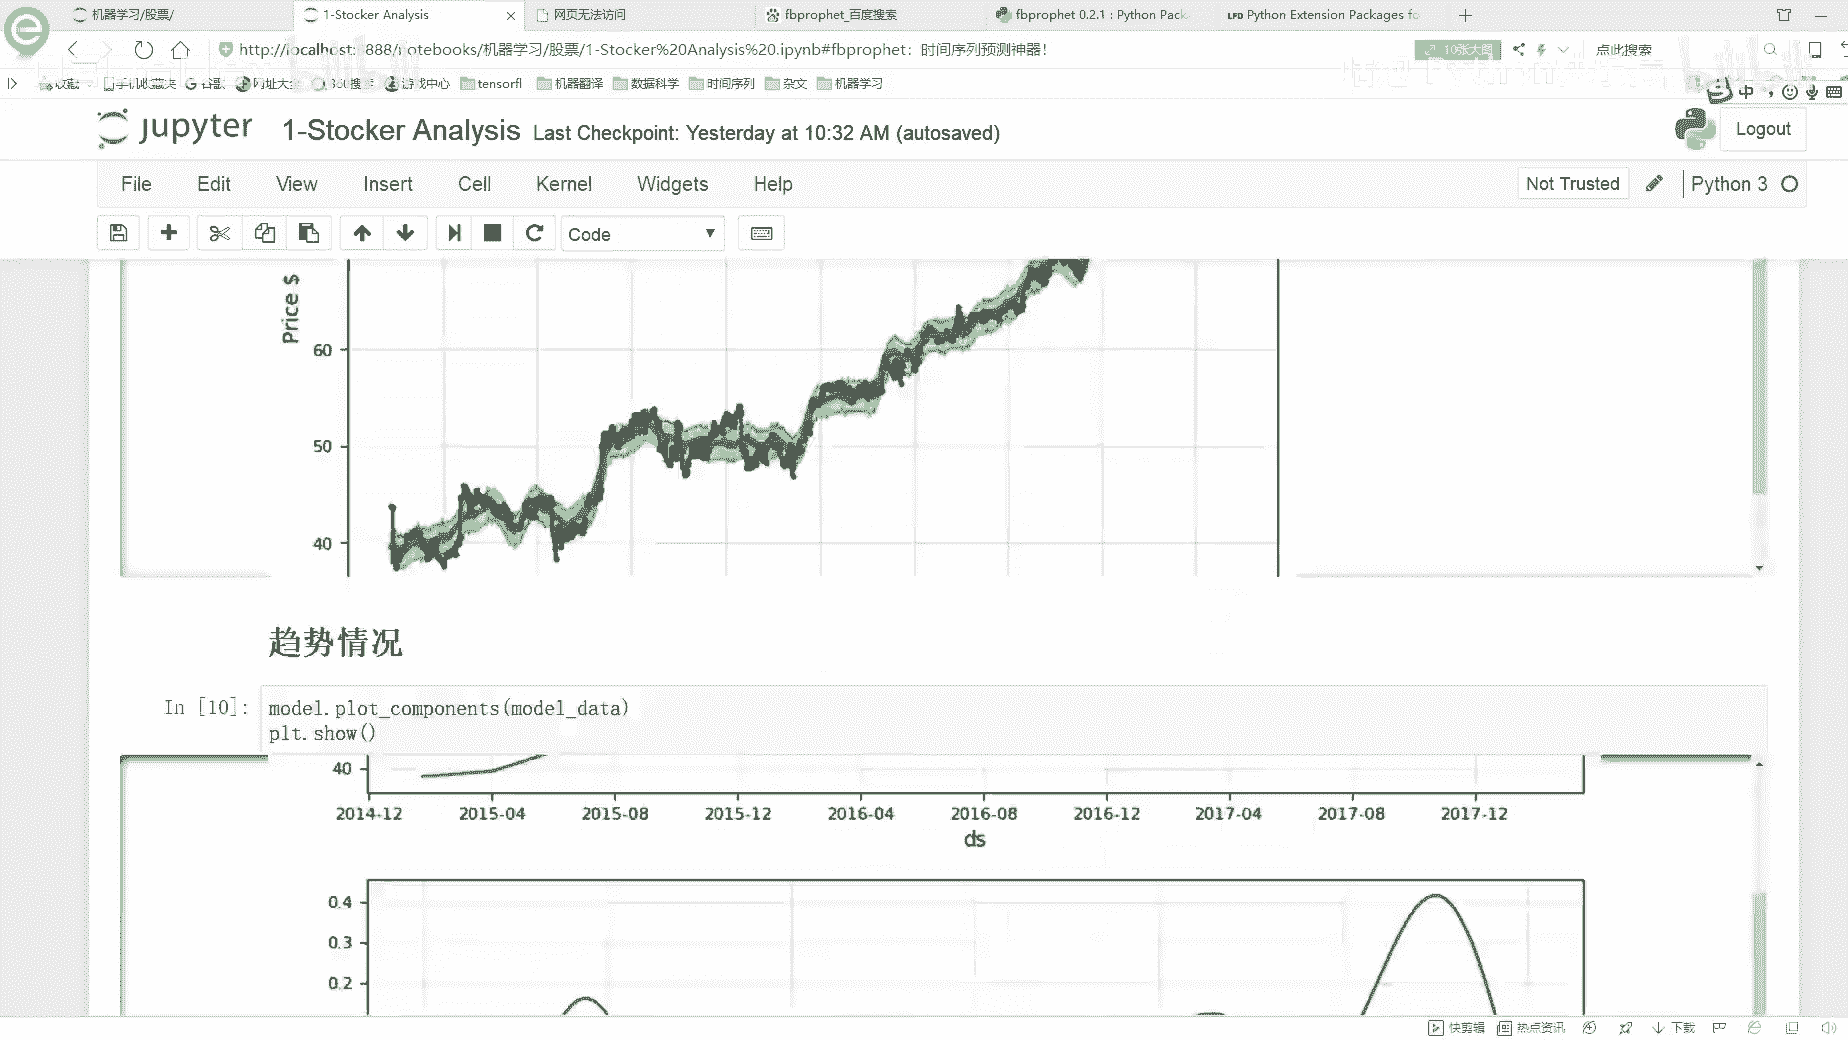 机器学习/股票/
1-Stocker Analysis
网页无法访问
fbprophet_百度搜索
fbprophet 0.2.1 : Python Pack
LFD Python Extension Packages fo
http://localhost:8888/notebooks/机器学习/股票/1-Stocker%20Analysis%20.ipynb#fbprophet：时间序列预测神器!
10张大图
点此搜索
收藏
手机收藏夹
谷歌
网址大全
360搜索
游戏中心
tensorfl
机器翻译
数据科学
时间序列
杂文
机器学习
中
jupyter
1-Stocker Analysis
Last Checkpoint: Yesterday at 10:32 AM (autosaved)
Logout
File
Edit
View
Insert
Cell
Kernel
Widgets
Help
Not Trusted
Python 3
Code
Price $
60
50
40
趋势情况
In [10]:
model.plot_components(model_data)
plt.show()
40
2014-12
2015-04
2015-08
2015-12
2016-04
2016-08
2016-12
2017-04
2017-08
2017-12
ds
0.4
0.3
0.2
快剪辑
热点资讯
下载